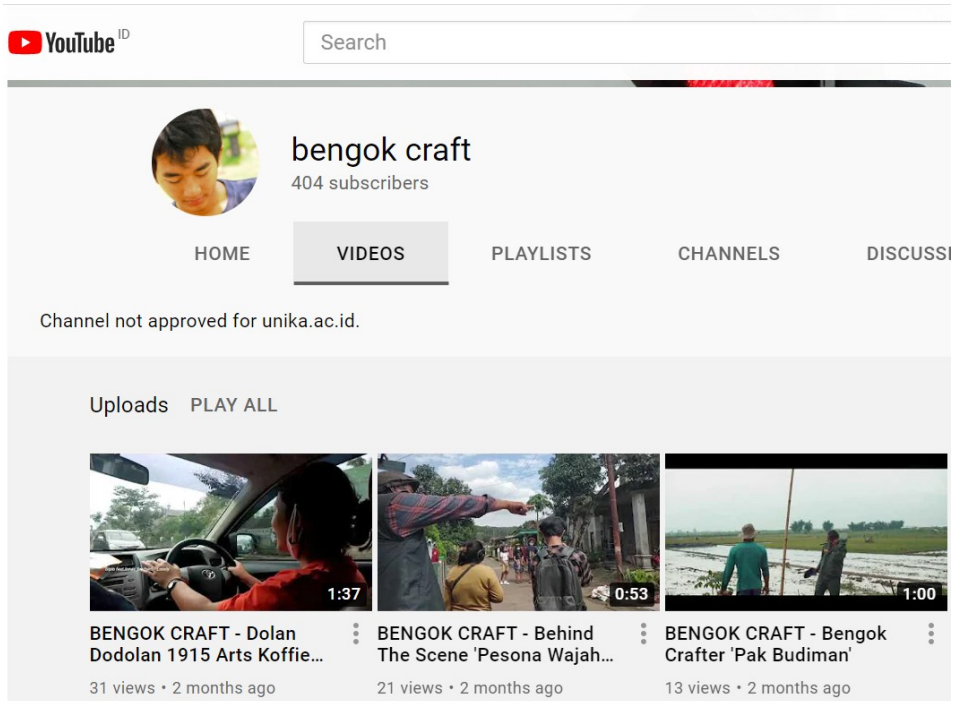 YouTube ID
Search
bengok craft
404 subscribers
HOME VIDEOS PLAYLISTS CHANNELS DISCUSSI
Channel not approved for unika.ac.id.
Uploads PLAY ALL
1:37 0:53 1:00
BENGOK CRAFT - Dolan
Dodolan 1915 Arts Koffie...
31 views • 2 months ago
BENGOK CRAFT - Behind
The Scene 'Pesona Wajah...
21 views • 2 months ago
BENGOK CRAFT - Bengok
Crafter 'Pak Budiman'
13 views • 2 months ago